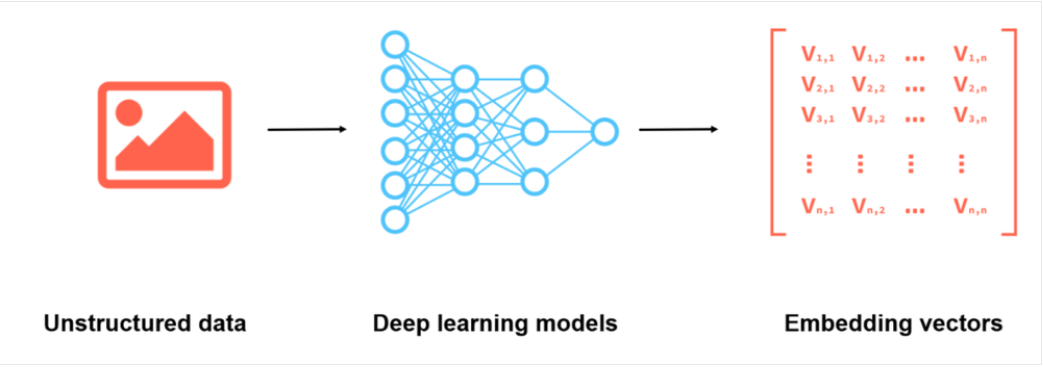 V₁,₁ V₁,₂ ... V₁,ₙ
V₂,₁ V₂,₂ ... V₂,ₙ
V₃,₁ V₃,₂ ... V₃,ₙ
⋮ ⋮ ⋮ ⋮
Vₙ,₁ Vₙ,₂ ... Vₙ,ₙ
Unstructured data Deep learning models Embedding vectors